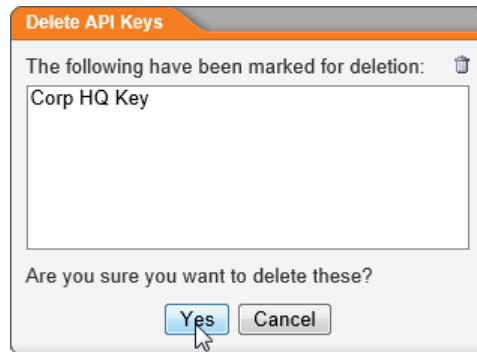 Delete API Keys
The following have been marked for deletion:
Corp HQ Key
Are you sure you want to delete these?
Yes Cancel